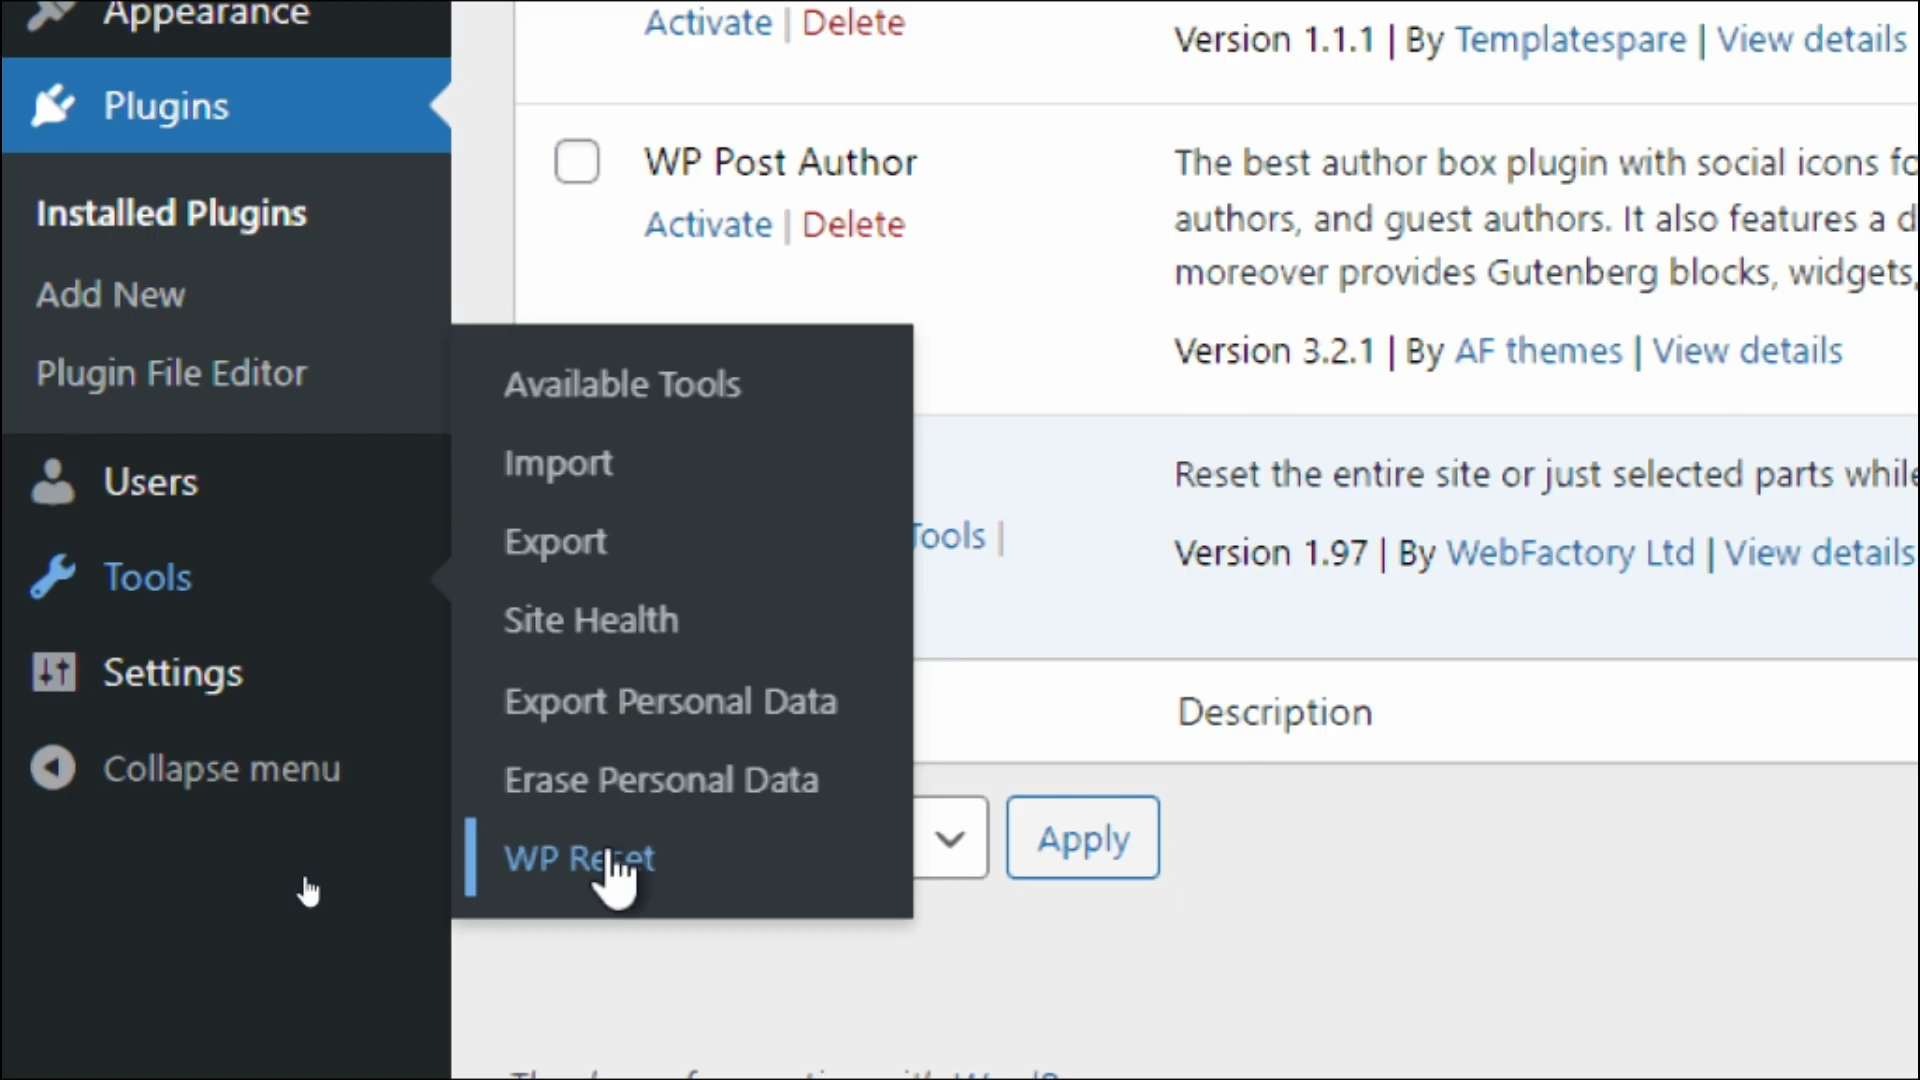 Appearance
Plugins
Installed Plugins
Add New
Plugin File Editor
Users
Tools
Settings
Collapse menu
Available Tools
Import
Export
Site Health
Export Personal Data
Erase Personal Data
WP Reset
Activate | Delete
Version 1.1.1 | By Templatespare | View details
WP Post Author
Activate | Delete
The best author box plugin with social icons
authors, and guest authors. It also features a
moreover provides Gutenberg blocks, widgets,
Version 3.2.1 | By AF themes | View details
Tools |
Reset the entire site or just selected parts while
Version 1.97 | By WebFactory Ltd | View details
Description
Apply